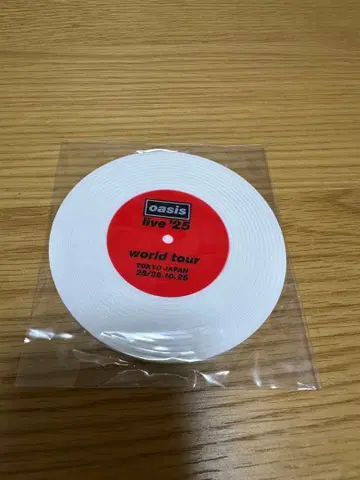 oasis
live '25
world tour
TOKYO JAPAN
25/26.10.25